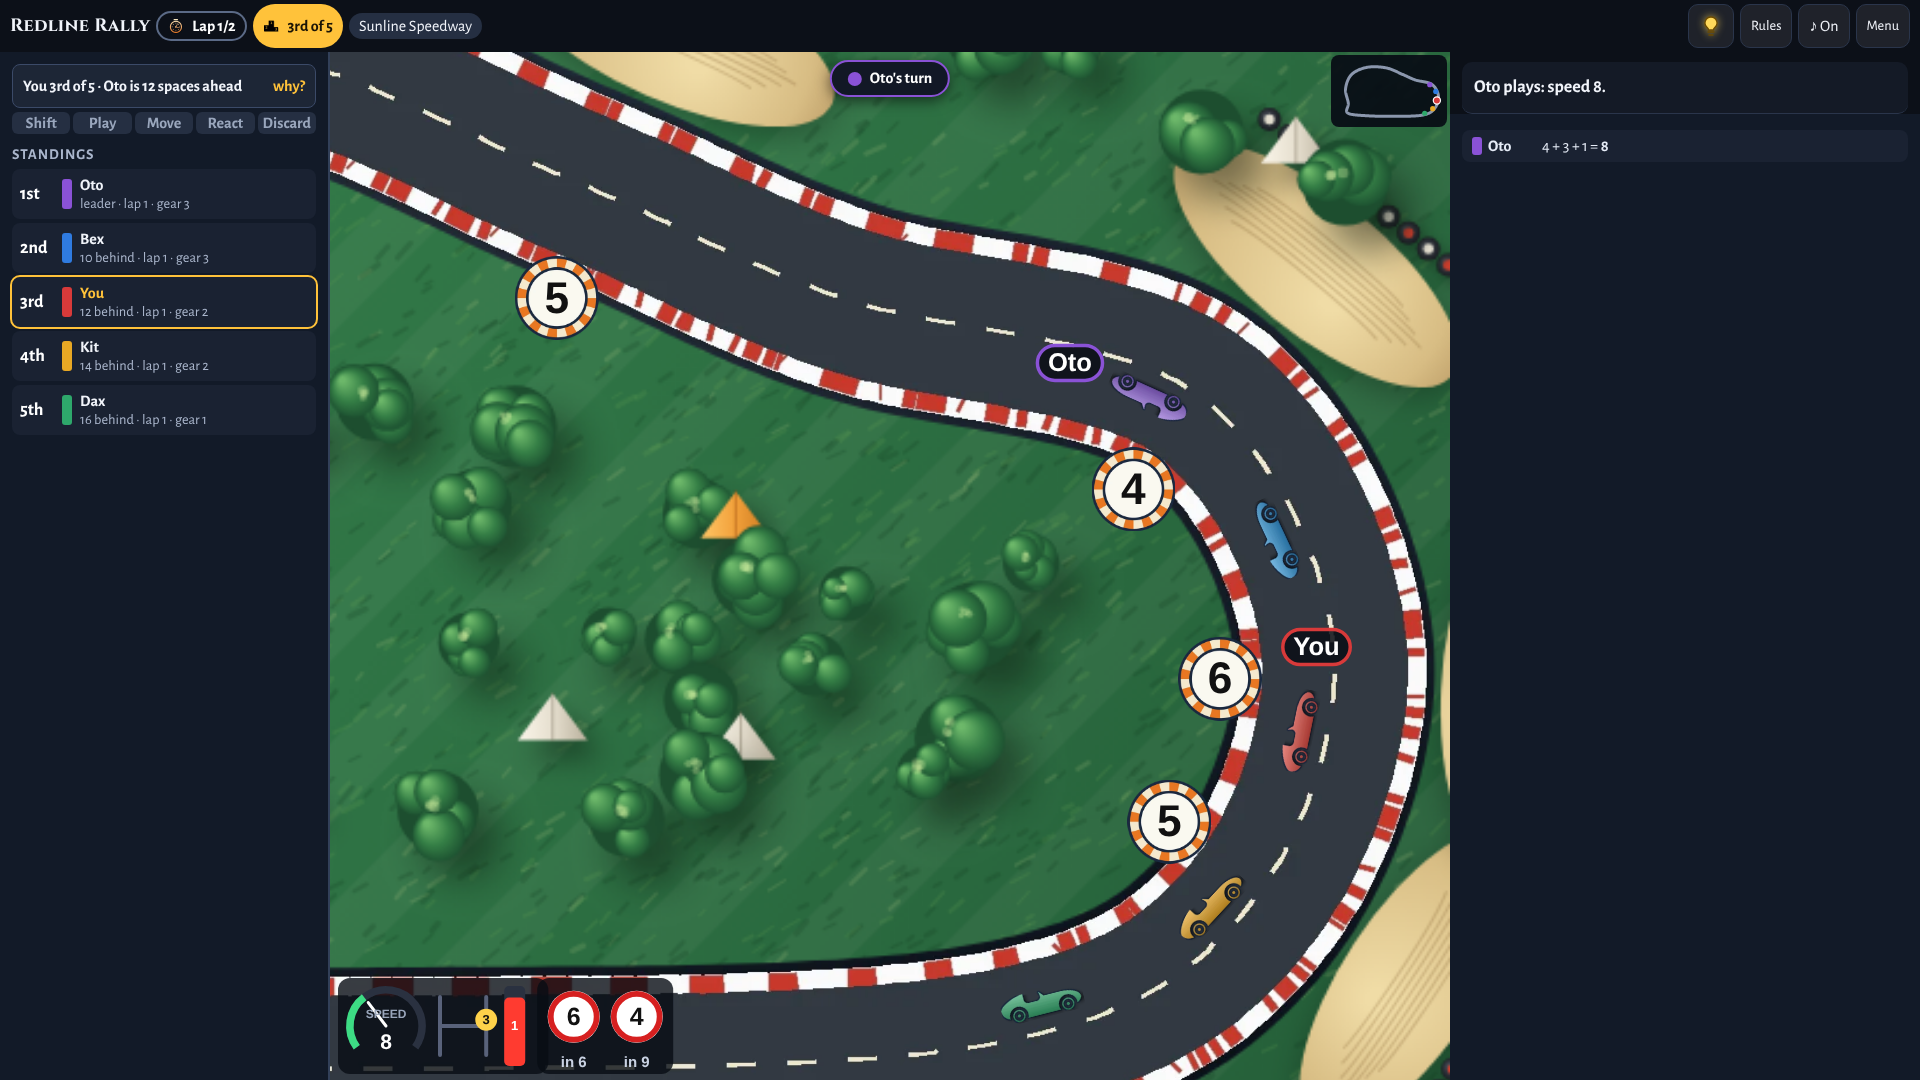 REDLINE RALLY
Lap 1/2
3rd of 5
Sunline Speedway
Rules
♪ On
Menu
You 3rd of 5 · Oto is 12 spaces ahead why?
Shift Play Move React Discard
STANDINGS
1st
Oto
leader · lap 1 · gear 3
2nd
Bex
10 behind · lap 1 · gear 3
3rd
You
12 behind · lap 1 · gear 2
4th
Kit
14 behind · lap 1 · gear 2
5th
Dax
16 behind · lap 1 · gear 1
Oto's turn
5
Oto
4
You
6
5
SPEED
8
3
1
6
in 6
4
in 9
Oto plays: speed 8.
Oto 4 + 3 + 1 = 8